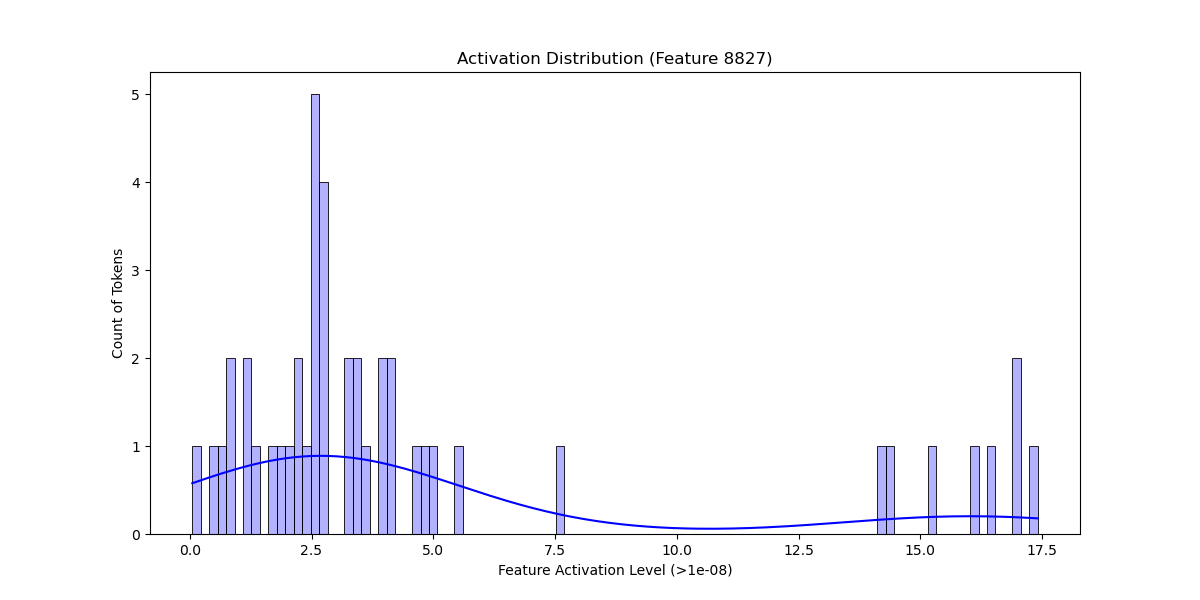 Activation Distribution (Feature 8827)
5
4
3
2
1
0
Count of Tokens
0.0 2.5 5.0 7.5 10.0 12.5 15.0 17.5
Feature Activation Level (>1e-08)